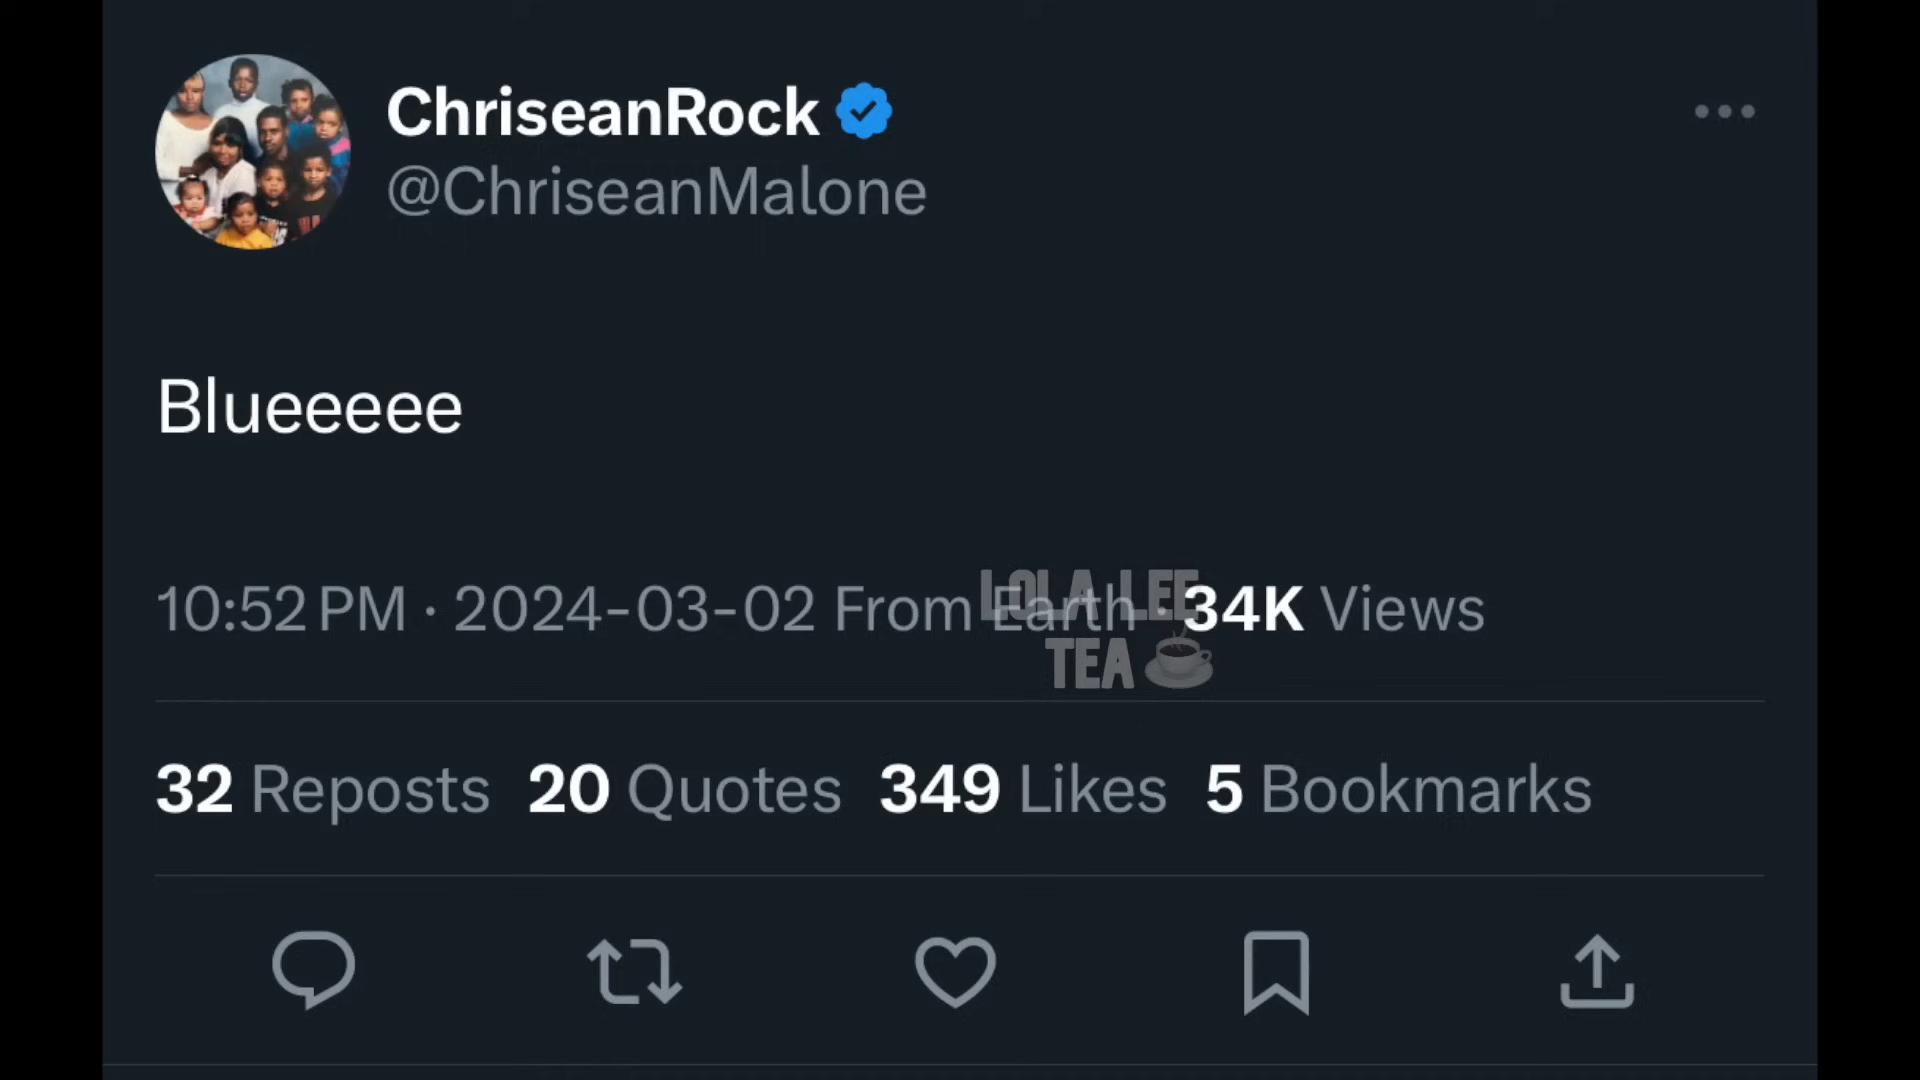 ChriseanRock
@ChriseanMalone
Blueeeee
10:52 PM · 2024-03-02 From Earth · 34K Views
LOLA LEE
TEA
32 Reposts 20 Quotes 349 Likes 5 Bookmarks